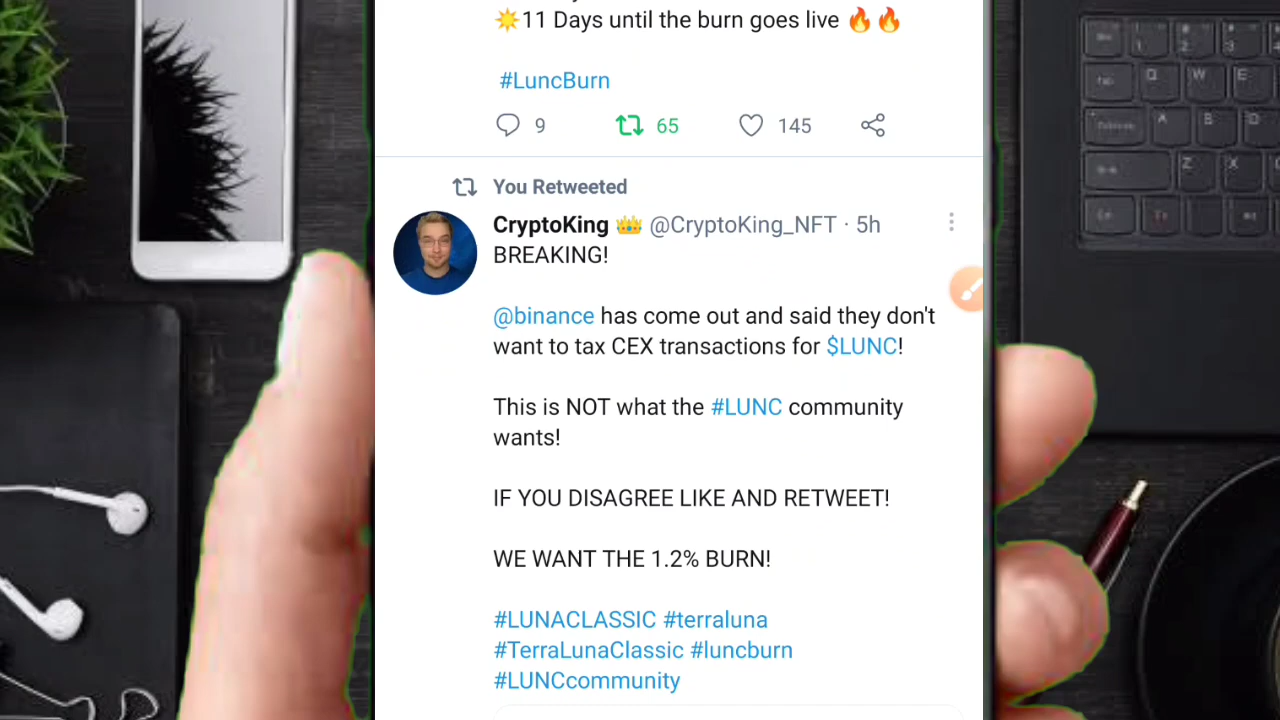 ☀️11 Days until the burn goes live 🔥🔥
#LuncBurn
9 65 145
You Retweeted
CryptoKing 👑 @CryptoKing_NFT · 5h
BREAKING!
@binance has come out and said they don't
want to tax CEX transactions for $LUNC!
This is NOT what the #LUNC community
wants!
IF YOU DISAGREE LIKE AND RETWEET!
WE WANT THE 1.2% BURN!
#LUNACLASSIC #terraluna
#TerraLunaClassic #luncburn
#LUNCcommunity